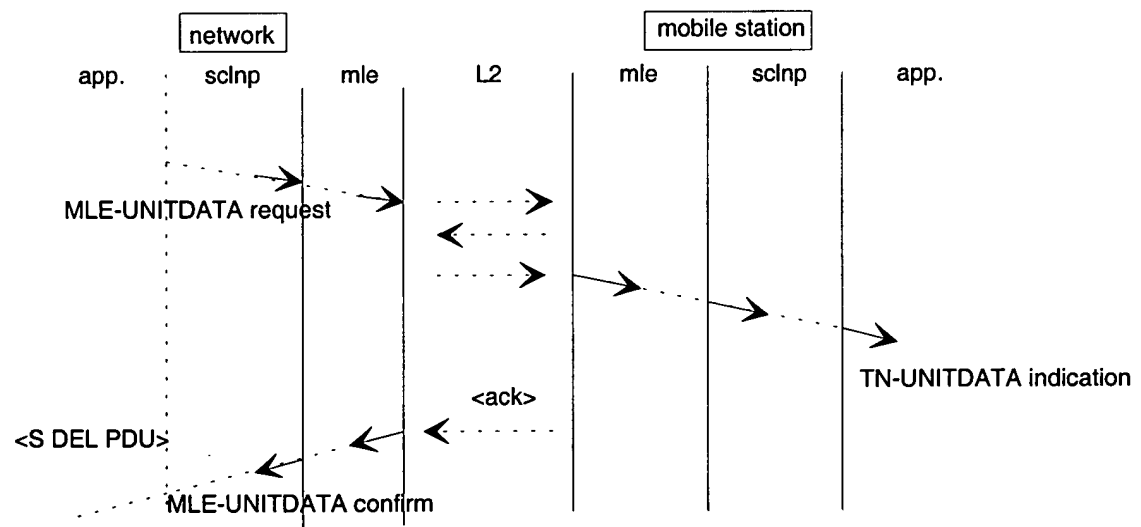 network
mobile station
app. sclnp mle L2 mle sclnp app.
MLE-UNITDATA request
TN-UNITDATA indication
<ack>
<S DEL PDU>
MLE-UNITDATA confirm